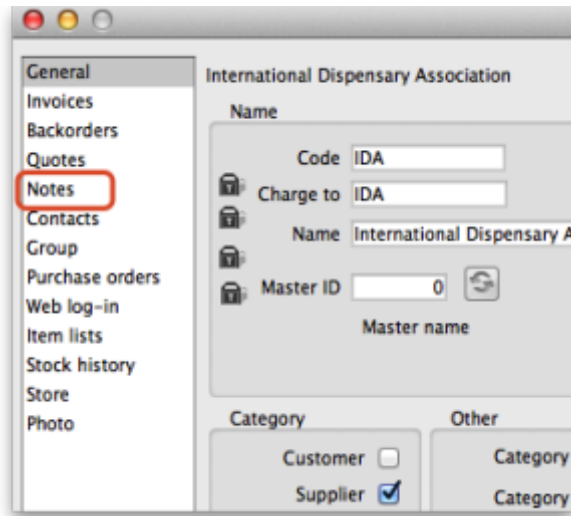 General
Invoices
Backorders
Quotes
Notes
Contacts
Group
Purchase orders
Web log-in
Item lists
Stock history
Store
Photo
International Dispensary Association
Name
Code IDA
Charge to IDA
Name International Dispensary A
Master ID 0
Master name
Category
Customer
Supplier
Other
Category
Category